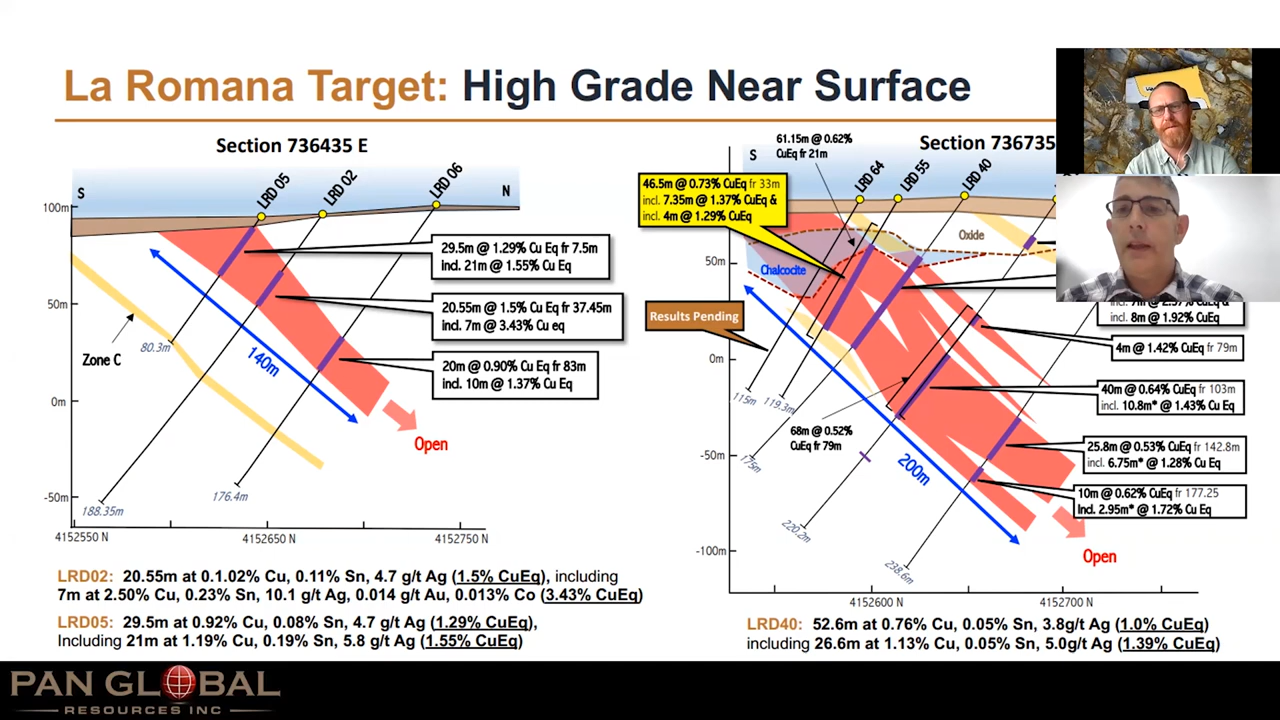 La Romana Target: High Grade Near Surface
Section 736435 E
S
N
LRD 05
LRD 02
LRD 06
100m
50m
0m
-50m
29.5m @ 1.29% Cu Eq fr 7.5m
incl. 21m @ 1.55% Cu Eq
20.55m @ 1.5% Cu Eq fr 37.45m
incl. 7m @ 3.43% Cu eq
20m @ 0.90% CuEq fr 83m
incl. 10m @ 1.37% Cu Eq
Zone C
80.3m
140m
Open
176.4m
188.35m
4152550 N
4152650 N
4152750 N
LRD02: 20.55m at 0.1.02% Cu, 0.11% Sn, 4.7 g/t Ag (1.5% CuEq), including
7m at 2.50% Cu, 0.23% Sn, 10.1 g/t Ag, 0.014 g/t Au, 0.013% Co (3.43% CuEq)
LRD05: 29.5m at 0.92% Cu, 0.08% Sn, 4.7 g/t Ag (1.29% CuEq),
Including 21m at 1.19% Cu, 0.19% Sn, 5.8 g/t Ag (1.55% CuEq)
Section 736735
61.15m @ 0.62%
CuEq fr 21m
S
LRD 64
LRD 55
LRD 40
46.5m @ 0.73% CuEq fr 33m
incl. 7.35m @ 1.37% CuEq &
incl. 4m @ 1.29% CuEq
Oxide
Chalcocite
50m
0m
-50m
-100m
Results Pending
incl. 8m @ 1.92% Cu Eq
4m @ 1.42% CuEq fr 79m
40m @ 0.64% CuEq fr 103m
incl. 10.8m* @ 1.43% Cu Eq
25.8m @ 0.53% CuEq fr 142.8m
incl. 6.75m* @ 1.28% Cu Eq
10m @ 0.62% CuEq fr 177.25
Incl. 2.95m* @ 1.72% Cu Eq
68m @ 0.52%
CuEq fr 79m
115m
119.3m
175m
220.2m
238.6m
200m
Open
4152600 N
4152700 N
LRD40: 52.6m at 0.76% Cu, 0.05% Sn, 3.8g/t Ag (1.0% CuEq)
including 26.6m at 1.13% Cu, 0.05% Sn, 5.0g/t Ag (1.39% CuEq)
PAN GLOBAL
RESOURCES INC